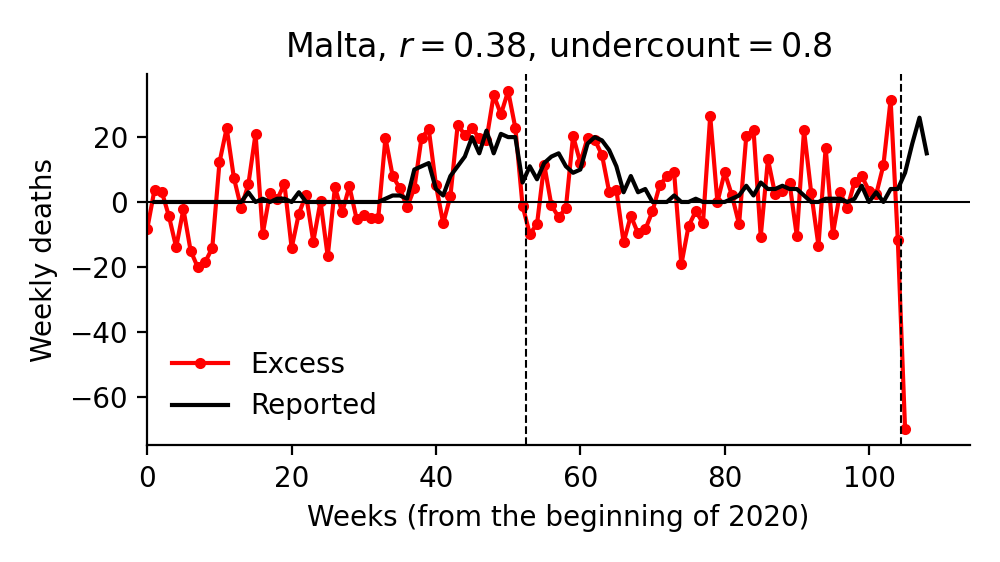 Malta, r = 0.38, undercount = 0.8
Weekly deaths
20
0
−20
−40
−60
Excess
Reported
0 20 40 60 80 100
Weeks (from the beginning of 2020)